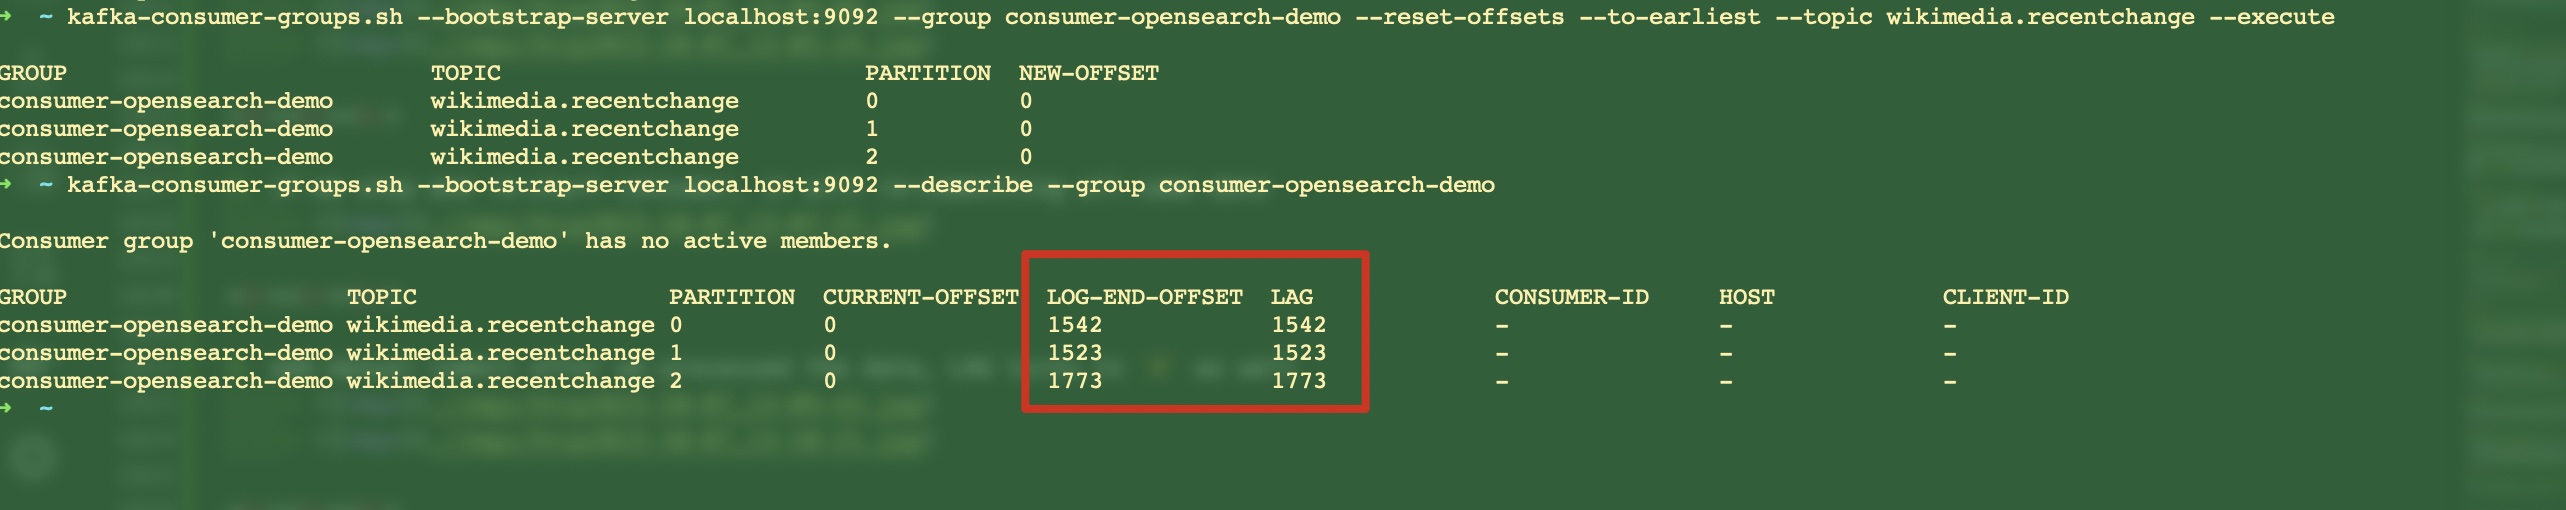 ➜ ~ kafka-consumer-groups.sh --bootstrap-server localhost:9092 --group consumer-opensearch-demo --reset-offsets --to-earliest --topic wikimedia.recentchange --execute
GROUP TOPIC PARTITION NEW-OFFSET
consumer-opensearch-demo wikimedia.recentchange 0 0
consumer-opensearch-demo wikimedia.recentchange 1 0
consumer-opensearch-demo wikimedia.recentchange 2 0
➜ ~ kafka-consumer-groups.sh --bootstrap-server localhost:9092 --describe --group consumer-opensearch-demo
Consumer group 'consumer-opensearch-demo' has no active members.
GROUP TOPIC PARTITION CURRENT-OFFSET LOG-END-OFFSET LAG CONSUMER-ID HOST CLIENT-ID
consumer-opensearch-demo wikimedia.recentchange 0 0 1542 1542 - - -
consumer-opensearch-demo wikimedia.recentchange 1 0 1523 1523 - - -
consumer-opensearch-demo wikimedia.recentchange 2 0 1773 1773 - - -
➜ ~